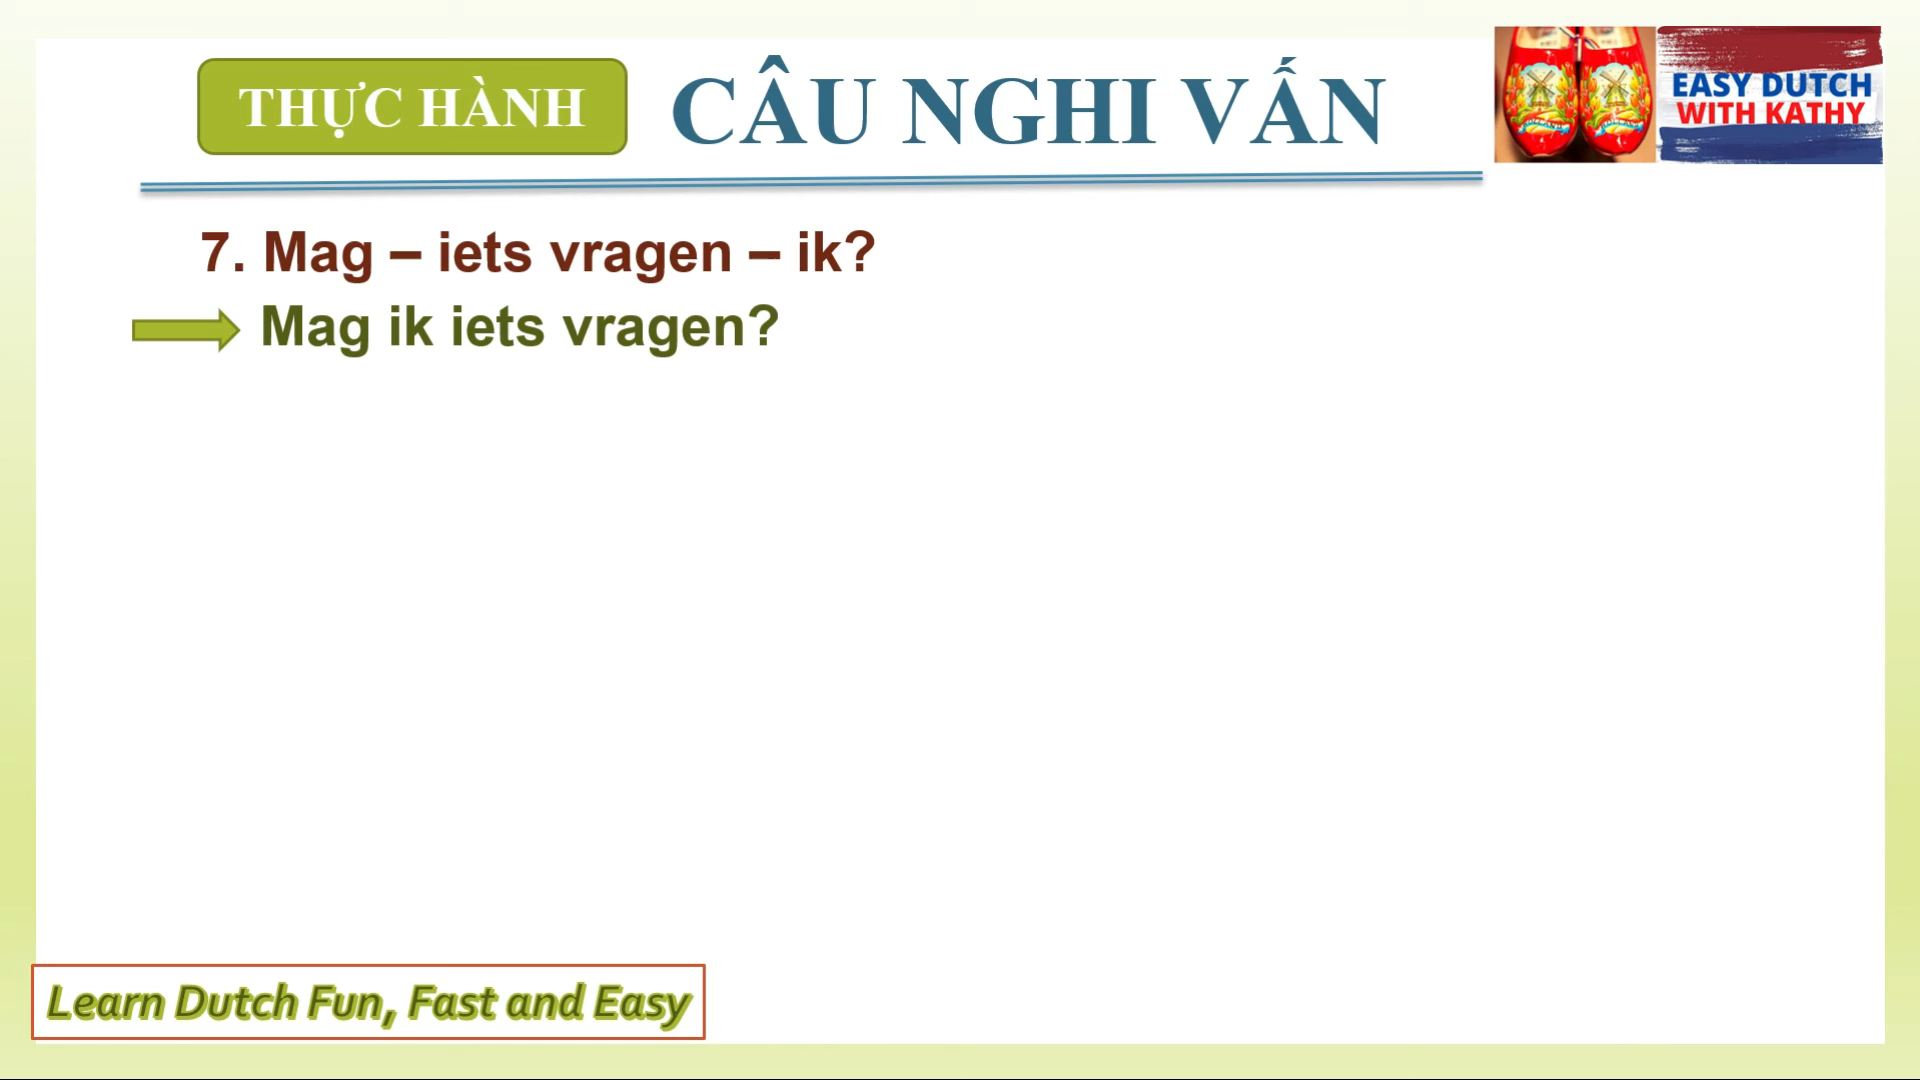 THỰC HÀNH
CÂU NGHI VẤN
EASY DUTCH
WITH KATHY
7. Mag – iets vragen – ik?
Mag ik iets vragen?
Learn Dutch Fun, Fast and Easy